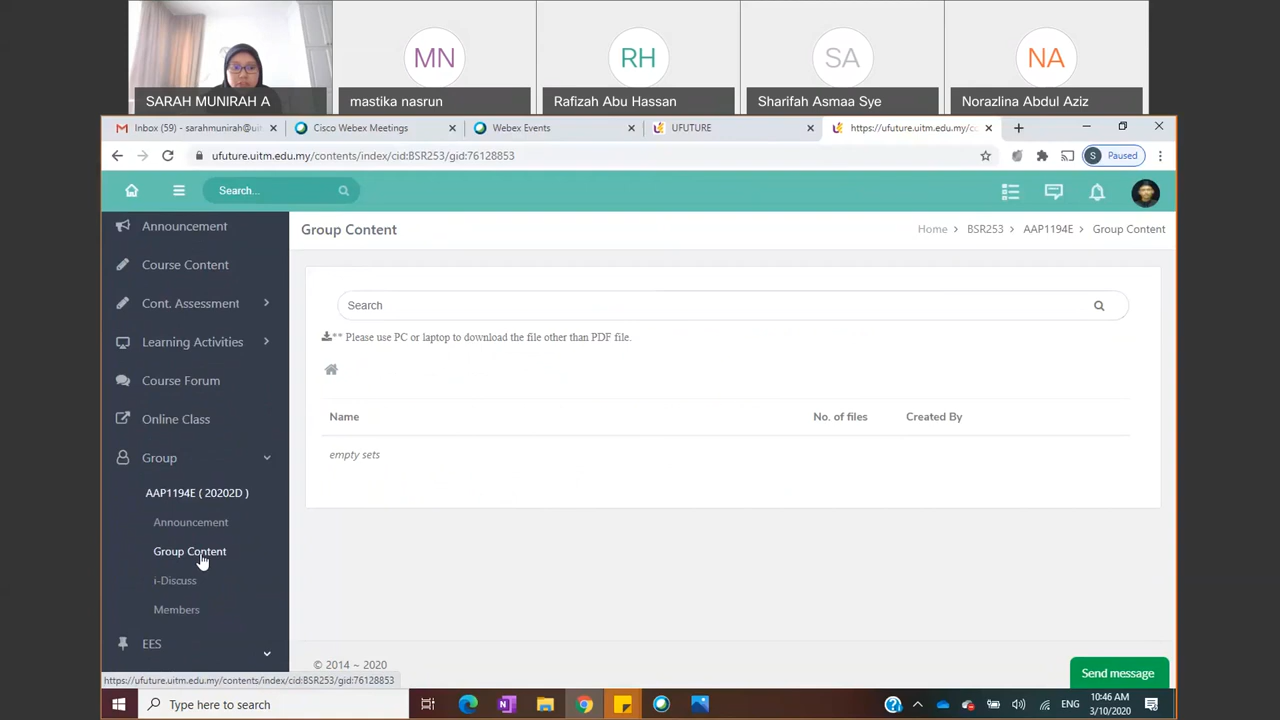 MN
RH
SA
NA
SARAH MUNIRAH A
mastika nasrun
Rafizah Abu Hassan
Sharifah Asmaa Sye
Norazlina Abdul Aziz
Inbox (59) - sarahmunirah@uin
Cisco Webex Meetings
Webex Events
UFUTURE
https://ufuture.uitm.edu.my/co
ufuture.uitm.edu.my/contents/index/cid:BSR253/gid:76128853
S
Paused
Search...
Announcement
Course Content
Cont. Assessment
Learning Activities
Course Forum
Online Class
Group
AAP1194E ( 20202D )
Announcement
Group Content
i-Discuss
Members
EES
Group Content
Home > BSR253 > AAP1194E > Group Content
Search
** Please use PC or laptop to download the file other than PDF file.
Name No. of files Created By
empty sets
© 2014 ~ 2020
Send message
https://ufuture.uitm.edu.my/contents/index/cid:BSR253/gid:76128853
Type here to search
ENG
10:46 AM
3/10/2020